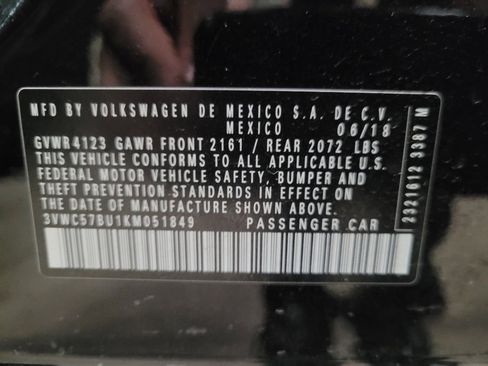 MFD BY VOLKSWAGEN DE MEXICO S.A. DE C.V.
MEXICO 06/18
GVWR4123 GAWR FRONT 2161 / REAR 2072 LBS
THIS VEHICLE CONFORMS TO ALL APPLICABLE U.S.
FEDERAL MOTOR VEHICLE SAFETY, BUMPER AND
THEFT PREVENTION STANDARDS IN EFFECT ON
THE DATE OF MANUFACTURE SHOWN ABOVE.
3VWC57BU1KM051849 PASSENGER CAR
2321612 3387 M